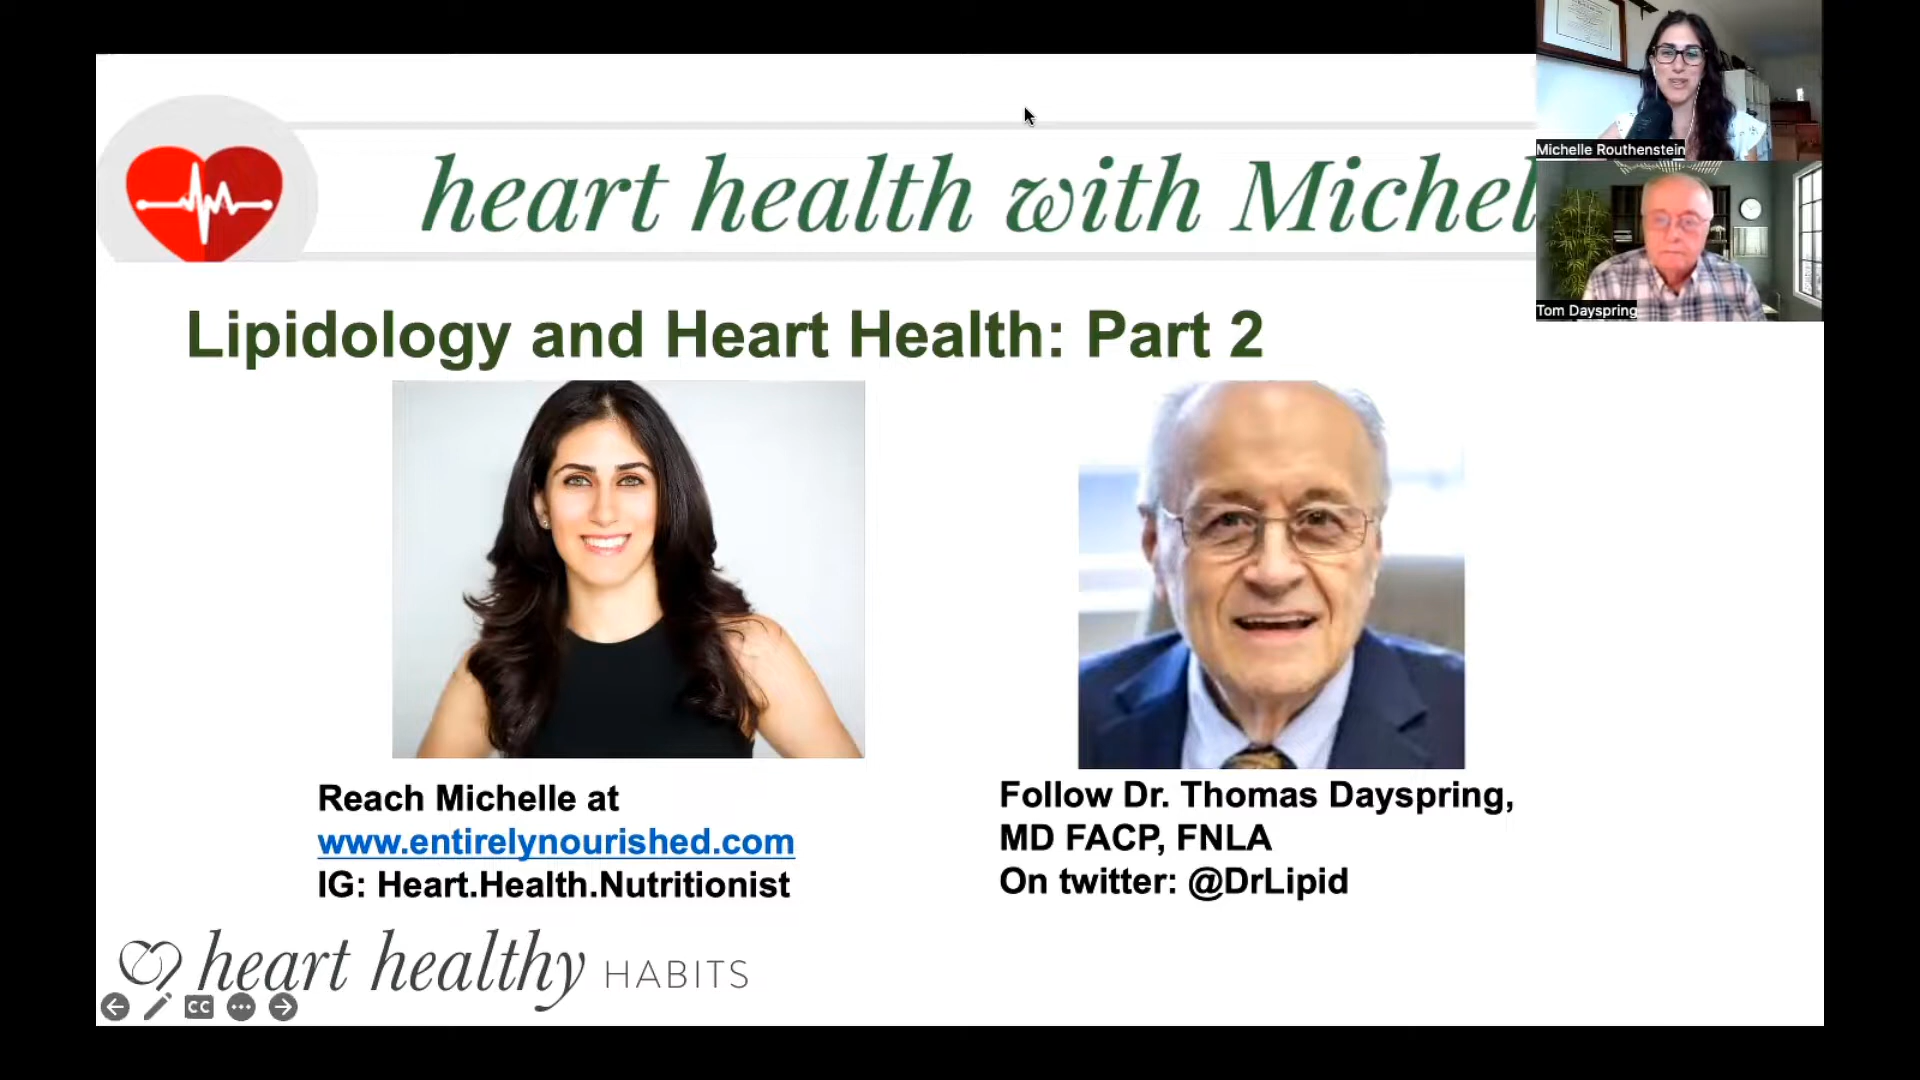 heart health with Michel
Michelle Routhenstein
Tom Dayspring
Lipidology and Heart Health: Part 2
Reach Michelle at
www.entirelynourished.com
IG: Heart.Health.Nutritionist
Follow Dr. Thomas Dayspring,
MD FACP, FNLA
On twitter: @DrLipid
heart healthy HABITS
CC